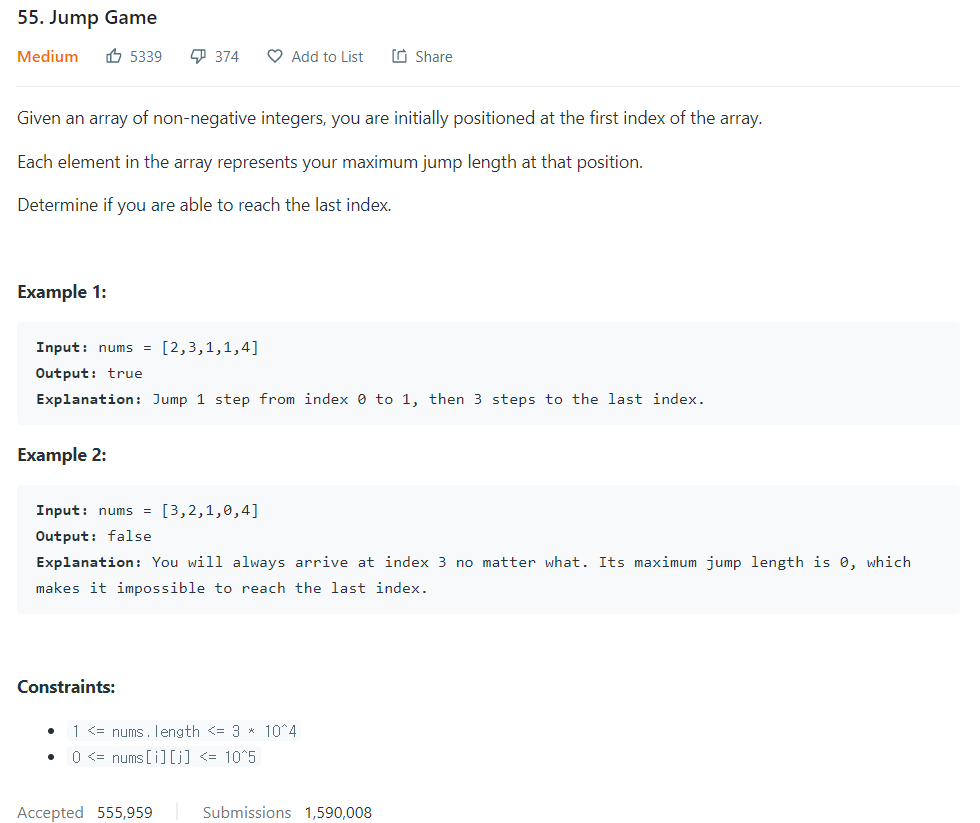 55. Jump Game
Medium 5339 374 Add to List Share
Given an array of non-negative integers, you are initially positioned at the first index of the array.
Each element in the array represents your maximum jump length at that position.
Determine if you are able to reach the last index.
Example 1:
Input: nums = [2,3,1,1,4]
Output: true
Explanation: Jump 1 step from index 0 to 1, then 3 steps to the last index.
Example 2:
Input: nums = [3,2,1,0,4]
Output: false
Explanation: You will always arrive at index 3 no matter what. Its maximum jump length is 0, which
makes it impossible to reach the last index.
Constraints:
• 1 <= nums.length <= 3 * 10^4
• 0 <= nums[i][j] <= 10^5
Accepted 555,959 Submissions 1,590,008